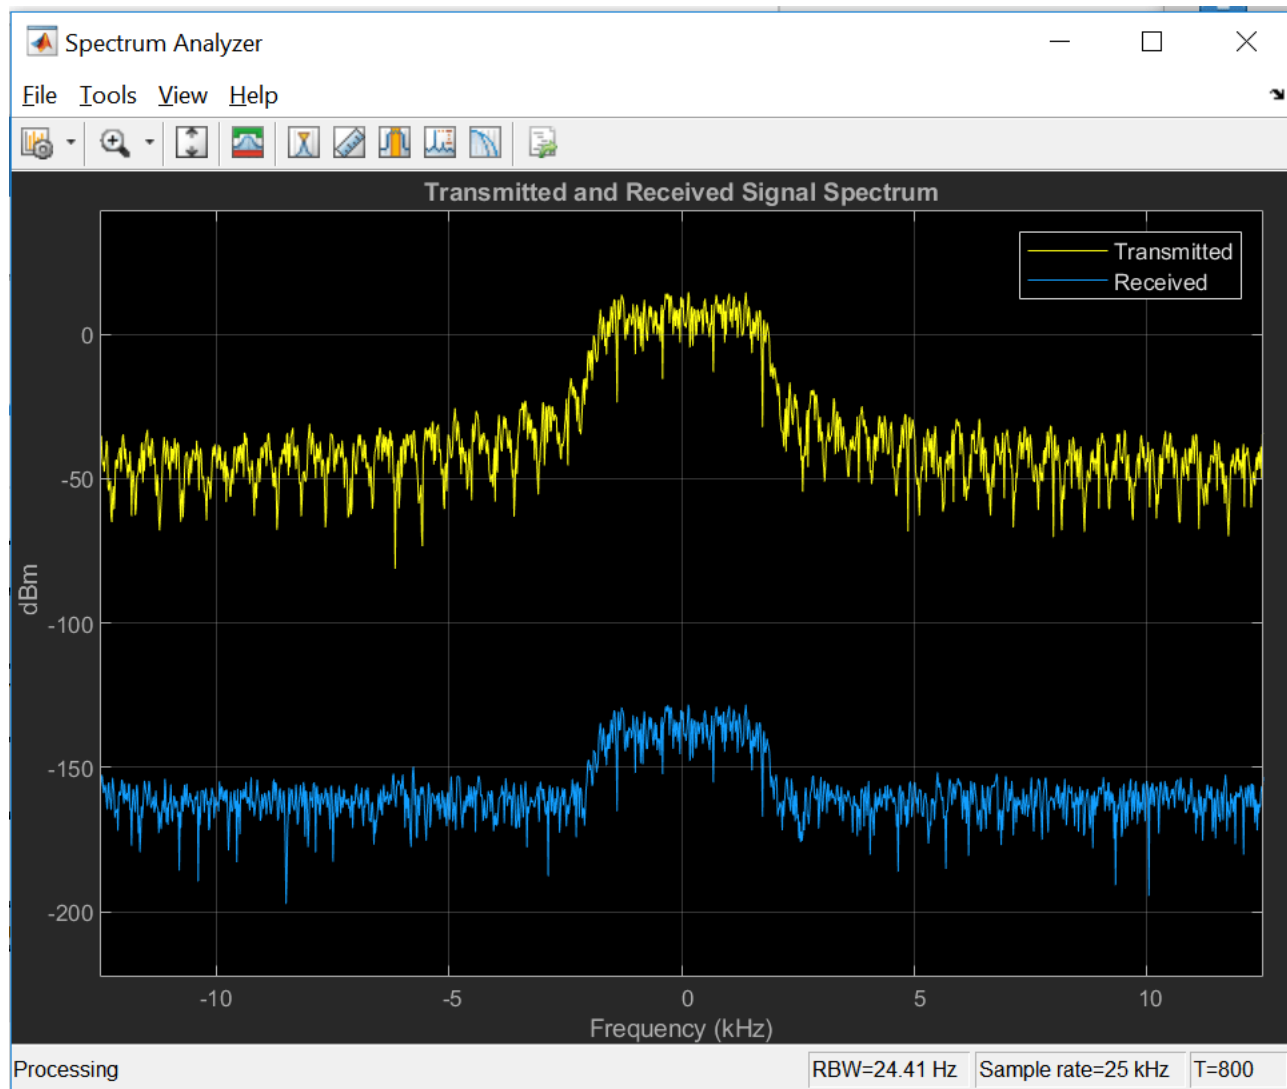 Spectrum Analyzer
File Tools View Help
Transmitted and Received Signal Spectrum
Transmitted
Received
0
-50
-100
-150
-200
dBm
-10 -5 0 5 10
Frequency (kHz)
Processing RBW=24.41 Hz Sample rate=25 kHz T=800